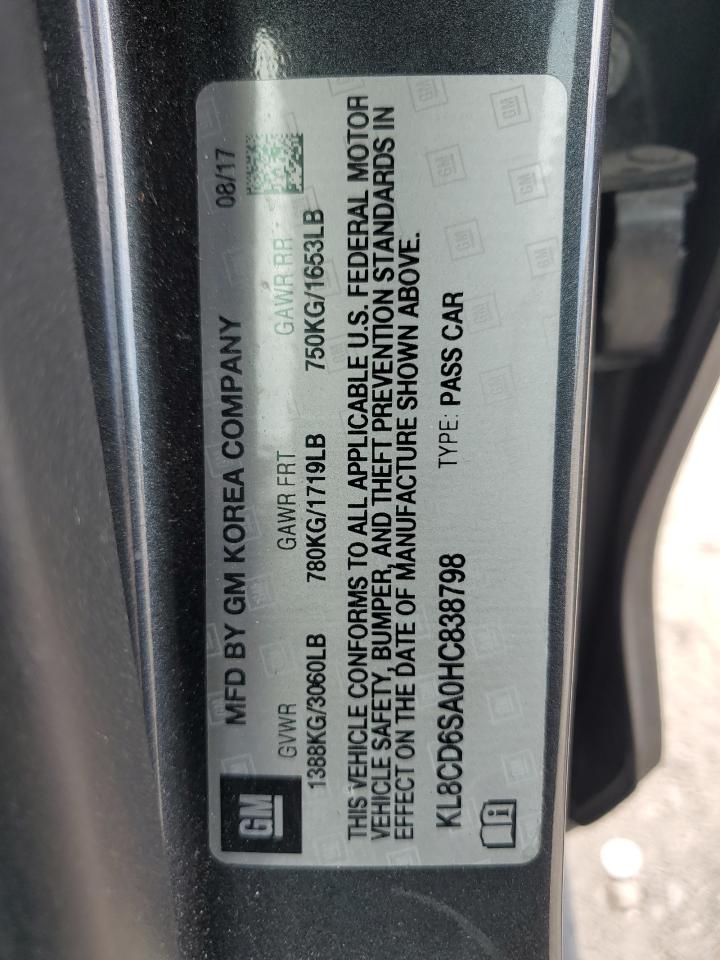 GM
MFD BY GM KOREA COMPANY 08/17
GVWR GAWR FRT GAWR RR
1388KG/3060LB 780KG/1719LB 750KG/1653LB
THIS VEHICLE CONFORMS TO ALL APPLICABLE U.S. FEDERAL MOTOR
VEHICLE SAFETY, BUMPER, AND THEFT PREVENTION STANDARDS IN
EFFECT ON THE DATE OF MANUFACTURE SHOWN ABOVE.
KL8CD6SA0HC838798 TYPE: PASS CAR